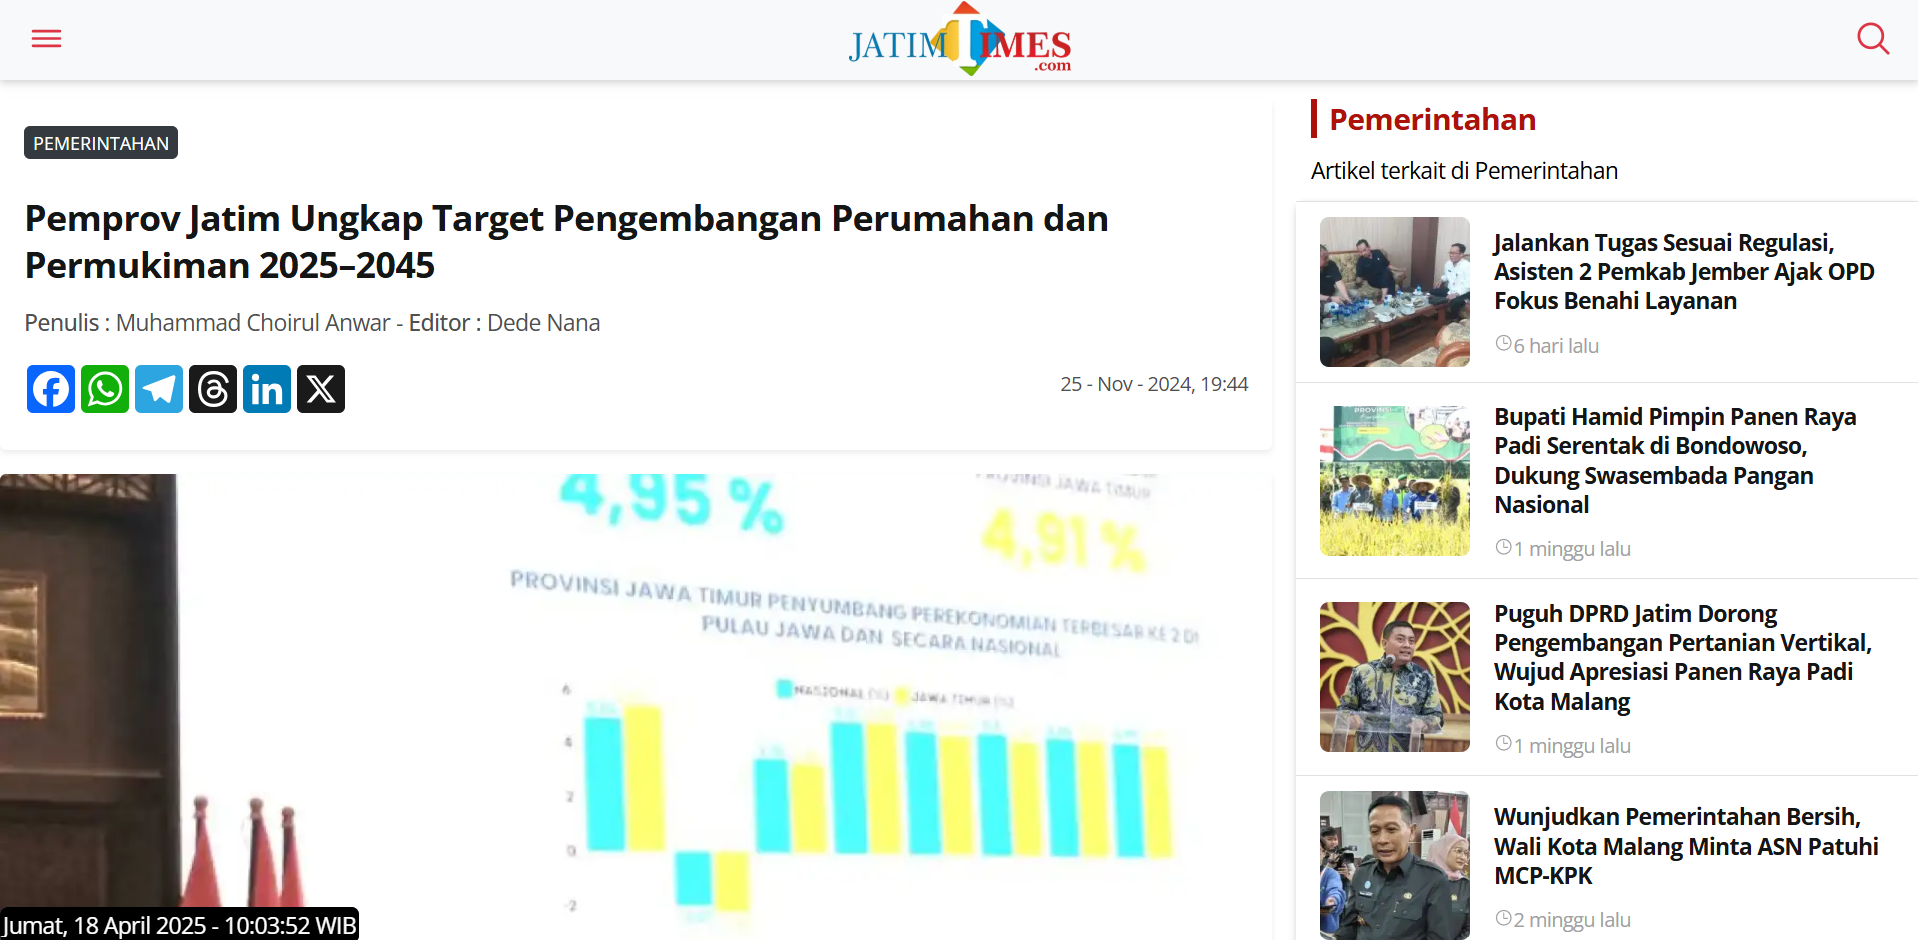 JATIMTIMES
.com
PEMERINTAHAN
Pemprov Jatim Ungkap Target Pengembangan Perumahan dan
Permukiman 2025–2045
Penulis : Muhammad Choirul Anwar - Editor : Dede Nana
25 - Nov - 2024, 19:44
4,95 %
PROVINSI JAWA TIMUR
4,91 %
PROVINSI JAWA TIMUR PENYUMBANG PEREKONOMIAN TERBESAR KE 2 DI
PULAU JAWA DAN SECARA NASIONAL
NASIONAL (%) JAWA TIMUR (%)
6
4
2
0
-2
Jumat, 18 April 2025 - 10:03:52 WIB
Pemerintahan
Artikel terkait di Pemerintahan
Jalankan Tugas Sesuai Regulasi,
Asisten 2 Pemkab Jember Ajak OPD
Fokus Benahi Layanan
6 hari lalu
PROVINSI
Bupati Hamid Pimpin Panen Raya
Padi Serentak di Bondowoso,
Dukung Swasembada Pangan
Nasional
1 minggu lalu
Puguh DPRD Jatim Dorong
Pengembangan Pertanian Vertikal,
Wujud Apresiasi Panen Raya Padi
Kota Malang
1 minggu lalu
Wunjudkan Pemerintahan Bersih,
Wali Kota Malang Minta ASN Patuhi
MCP-KPK
2 minggu lalu